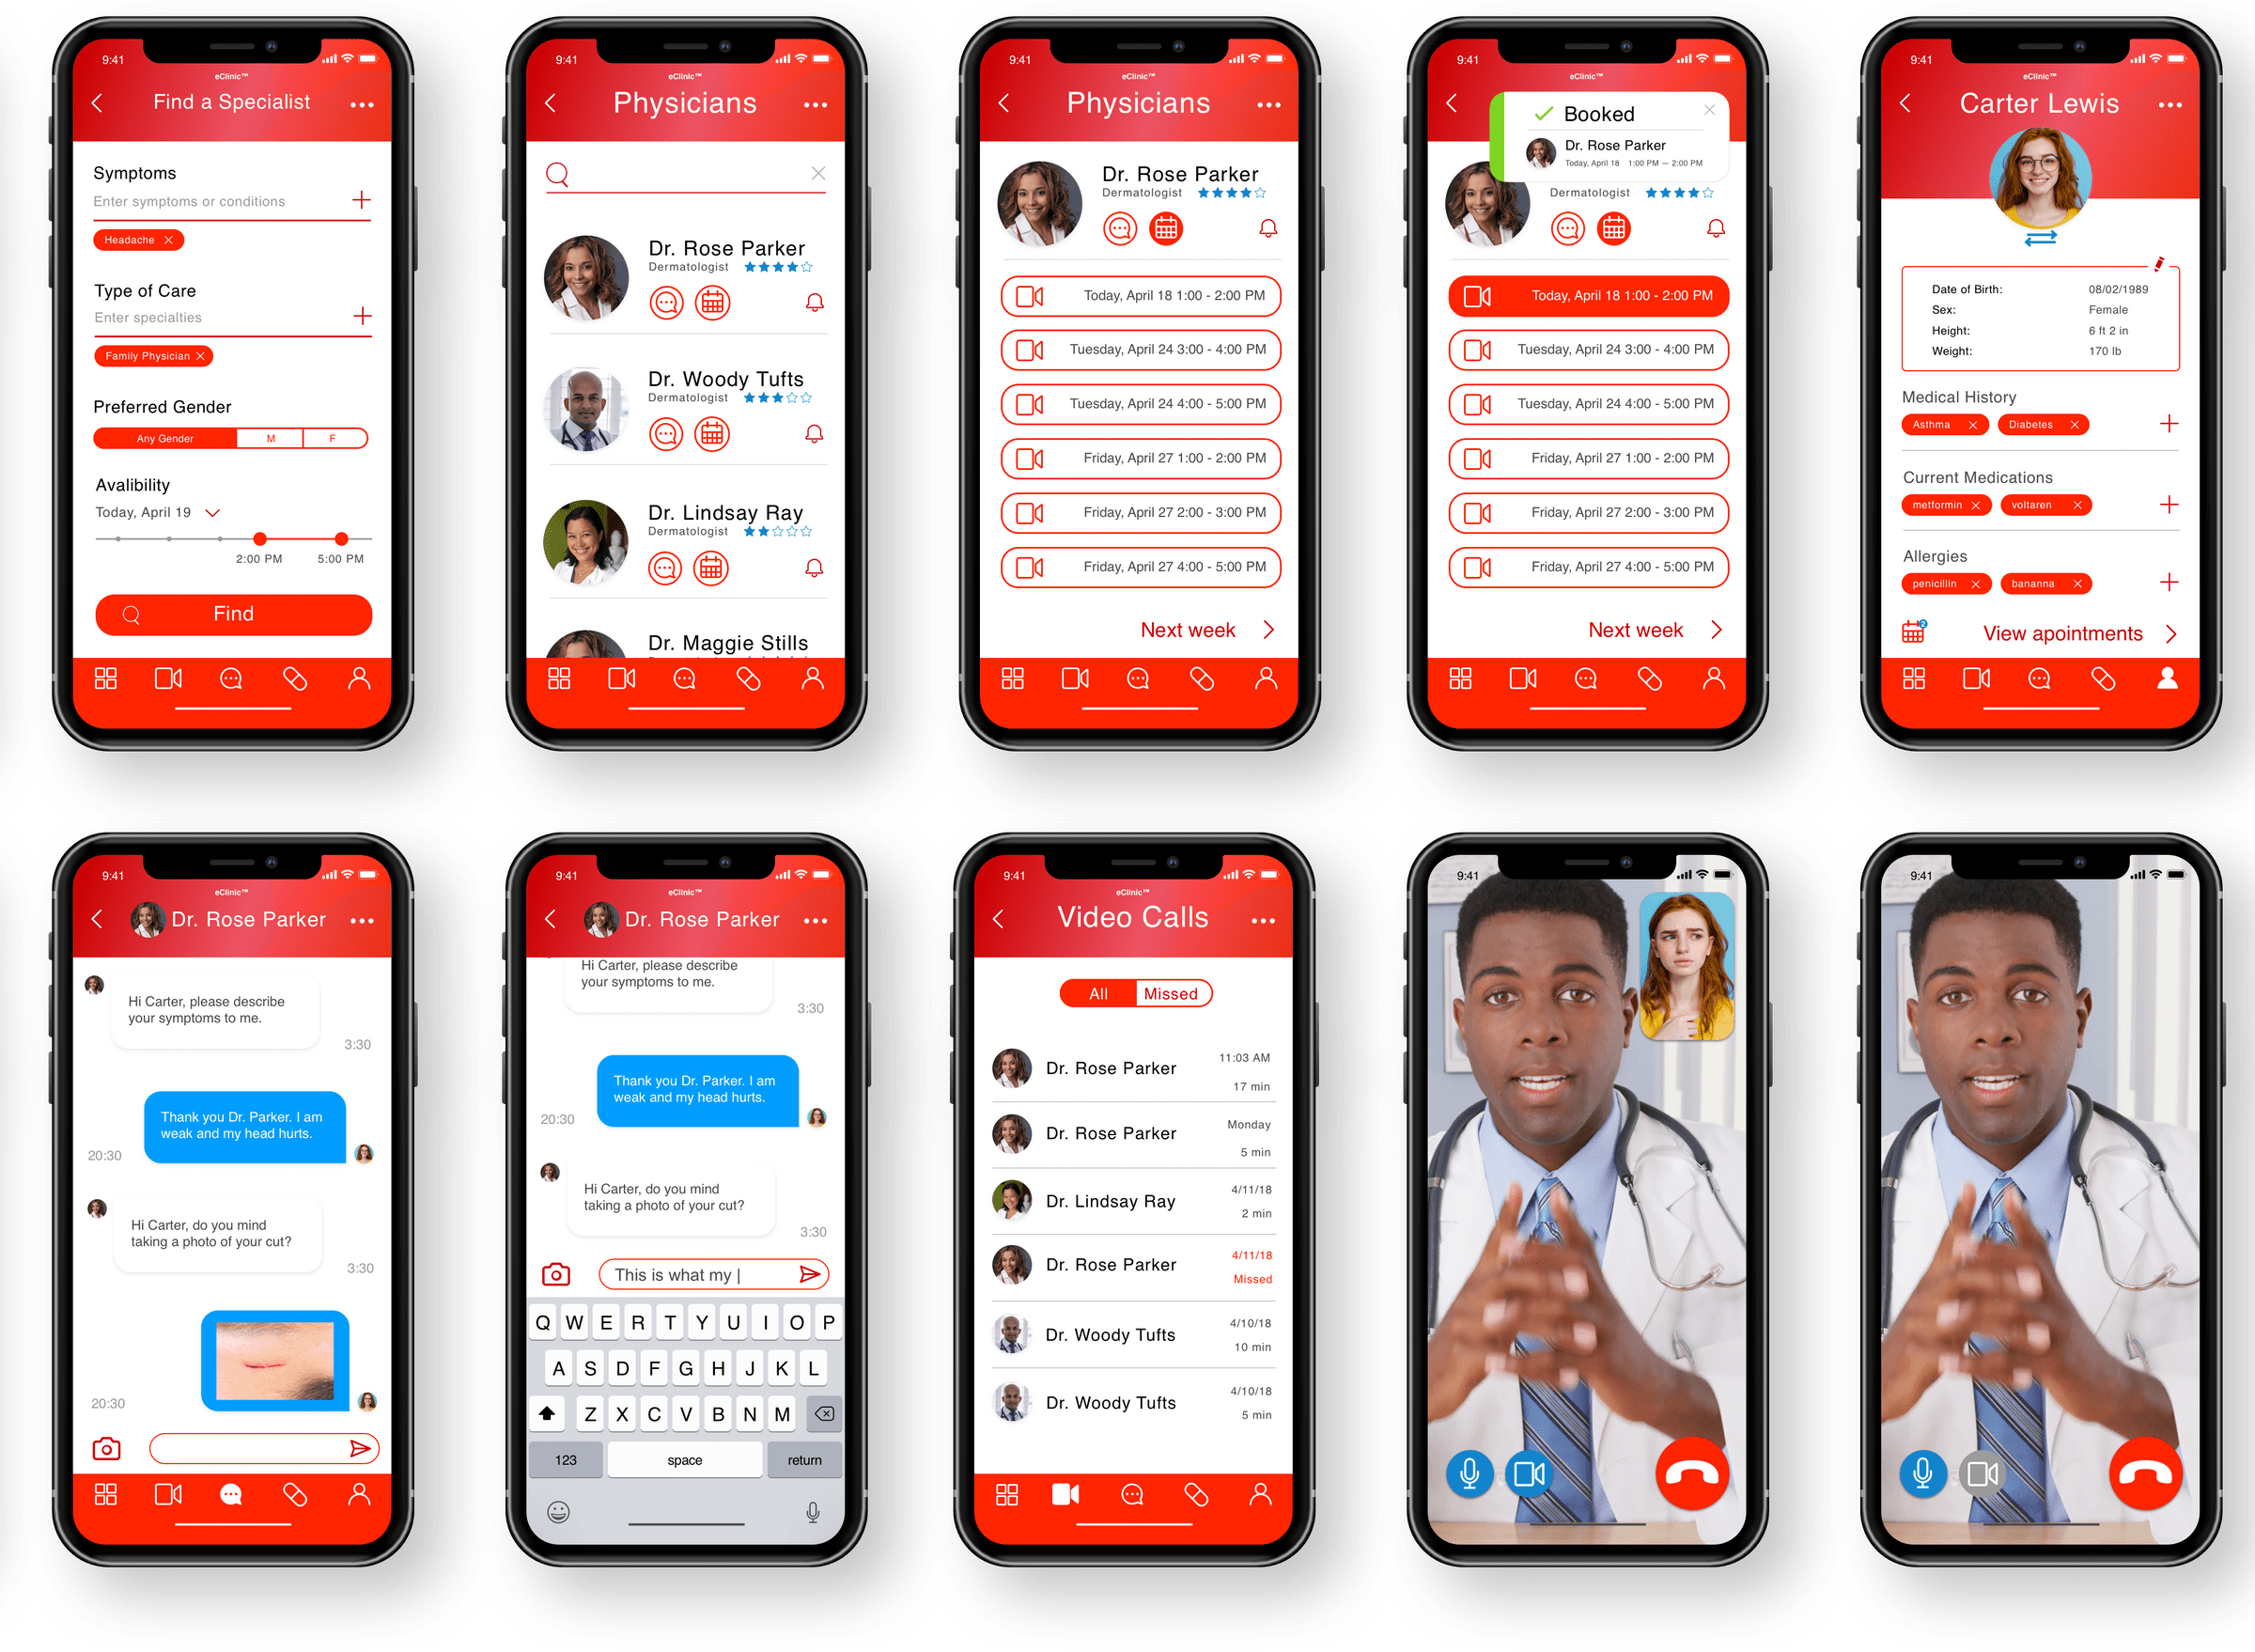 9:41
eClinic™
Find a Specialist
Symptoms
Enter symptoms or conditions
Headache
Type of Care
Enter specialties
Family Physician
Preferred Gender
Any Gender M F
Avalibility
Today, April 19
2:00 PM 5:00 PM
Find
9:41
eClinic™
Physicians
Dr. Rose Parker
Dermatologist
Dr. Woody Tufts
Dermatologist
Dr. Lindsay Ray
Dermatologist
Dr. Maggie Stills
9:41
eClinic™
Physicians
Dr. Rose Parker
Dermatologist
Today, April 18 1:00 - 2:00 PM
Tuesday, April 24 3:00 - 4:00 PM
Tuesday, April 24 4:00 - 5:00 PM
Friday, April 27 1:00 - 2:00 PM
Friday, April 27 2:00 - 3:00 PM
Friday, April 27 4:00 - 5:00 PM
Next week
9:41
eClinic™
Booked
Dr. Rose Parker
Today, April 18 1:00 PM — 2:00 PM
Dermatologist
Today, April 18 1:00 - 2:00 PM
Tuesday, April 24 3:00 - 4:00 PM
Tuesday, April 24 4:00 - 5:00 PM
Friday, April 27 1:00 - 2:00 PM
Friday, April 27 2:00 - 3:00 PM
Friday, April 27 4:00 - 5:00 PM
Next week
9:41
eClinic™
Carter Lewis
Date of Birth: 08/02/1989
Sex: Female
Height: 6 ft 2 in
Weight: 170 lb
Medical History
Asthma Diabetes
Current Medications
metformin voltaren
Allergies
penicillin bananna
2
View apointments
9:41
eClinic™
Dr. Rose Parker
Hi Carter, please describe
your symptoms to me.
3:30
Thank you Dr. Parker. I am
weak and my head hurts.
20:30
Hi Carter, do you mind
taking a photo of your cut?
3:30
20:30
9:41
eClinic™
Dr. Rose Parker
Hi Carter, please describe
your symptoms to me.
3:30
Thank you Dr. Parker. I am
weak and my head hurts.
20:30
Hi Carter, do you mind
taking a photo of your cut?
3:30
This is what my |
Q W E R T Y U I O P
A S D F G H J K L
Z X C V B N M
123 space return
9:41
eClinic™
Video Calls
All Missed
Dr. Rose Parker 11:03 AM
17 min
Dr. Rose Parker Monday
5 min
Dr. Lindsay Ray 4/11/18
2 min
Dr. Rose Parker 4/11/18
Missed
Dr. Woody Tufts 4/10/18
10 min
Dr. Woody Tufts 4/10/18
5 min
9:41
9:41